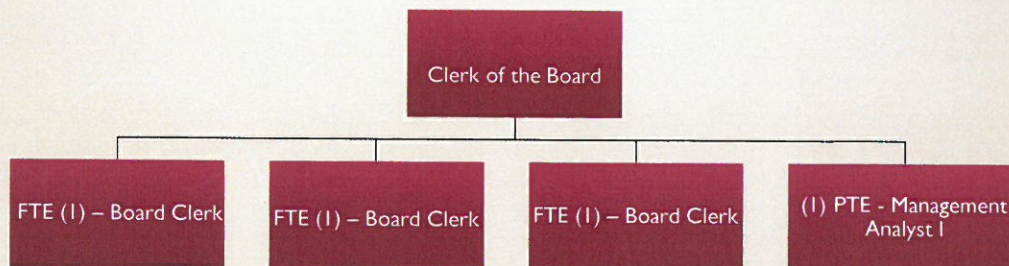 Clerk of the Board
FTE (1) – Board Clerk
FTE (1) – Board Clerk
FTE (1) – Board Clerk
(1) PTE - Management
Analyst I